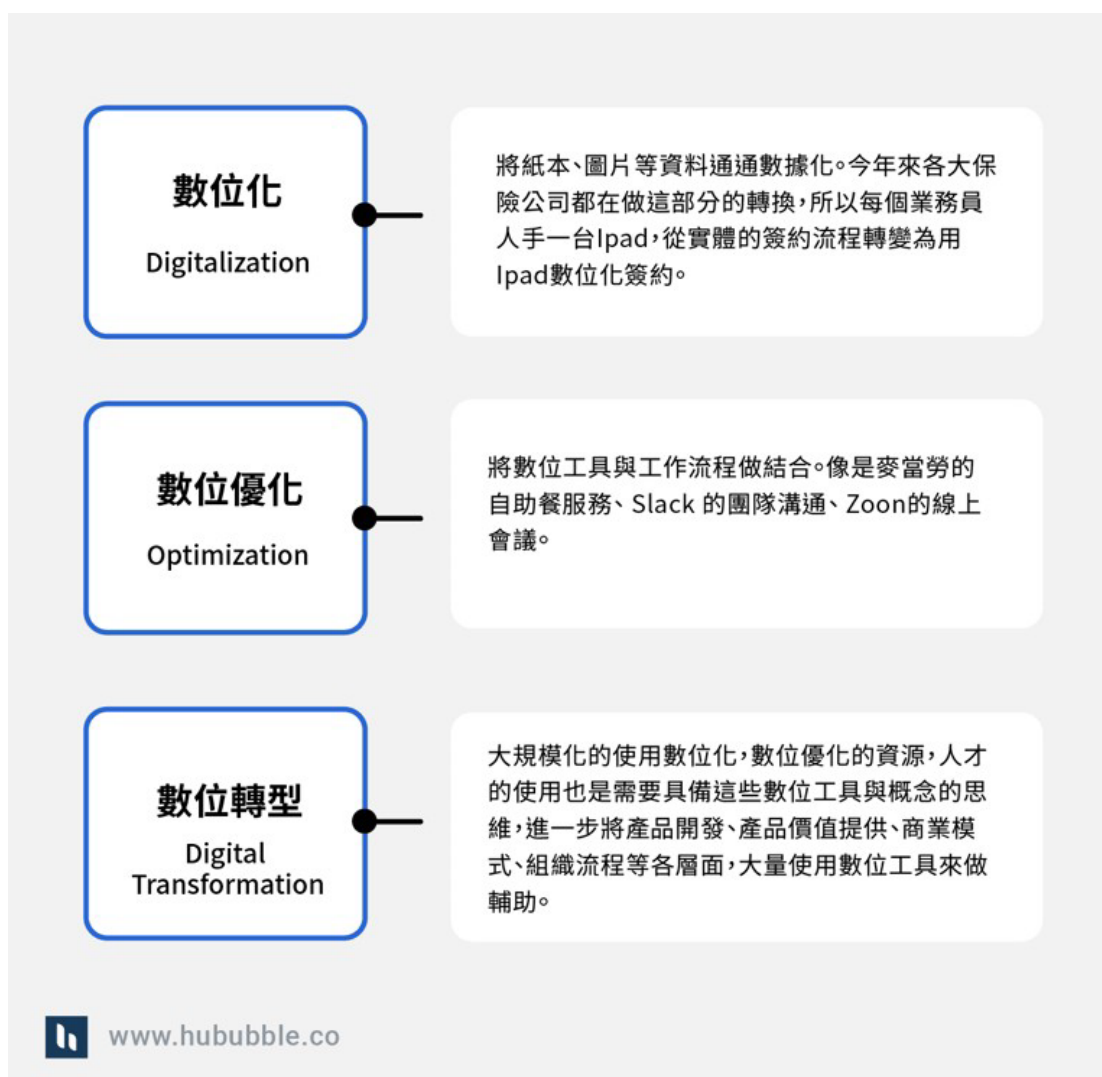 數位化
Digitalization
將紙本、圖片等資料通通數據化。今年來各大保
險公司都在做這部分的轉換,所以每個業務員
人手一台Ipad,從實體的簽約流程轉變為用
Ipad數位化簽約。
數位優化
Optimization
將數位工具與工作流程做結合。像是麥當勞的
自助餐服務、Slack 的團隊溝通、Zoon的線上
會議。
數位轉型
Digital
Transformation
大規模化的使用數位化,數位優化的資源,人才
的使用也是需要具備這些數位工具與概念的思
維,進一步將產品開發、產品價值提供、商業模
式、組織流程等各層面,大量使用數位工具來做
輔助。
www.hububble.co